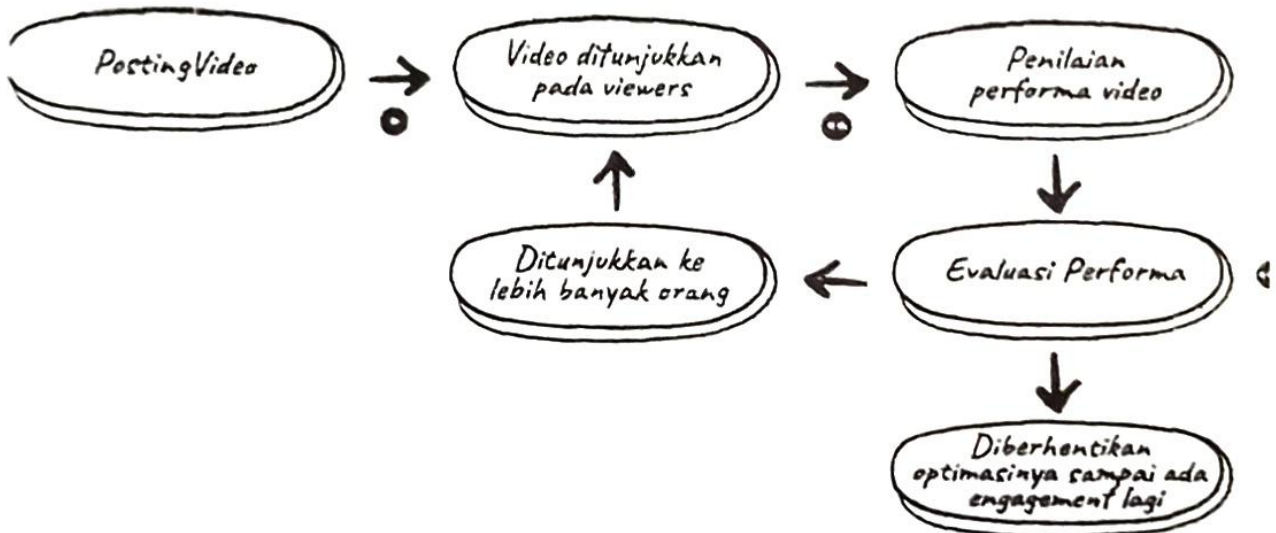 PostingVideo
Video ditunjukkan
pada viewers
Penilaian
performa video
Ditunjukkan ke
lebih banyak orang
Evaluasi Performa
Diberhentikan
optimasinya sampai ada
engagement lagi